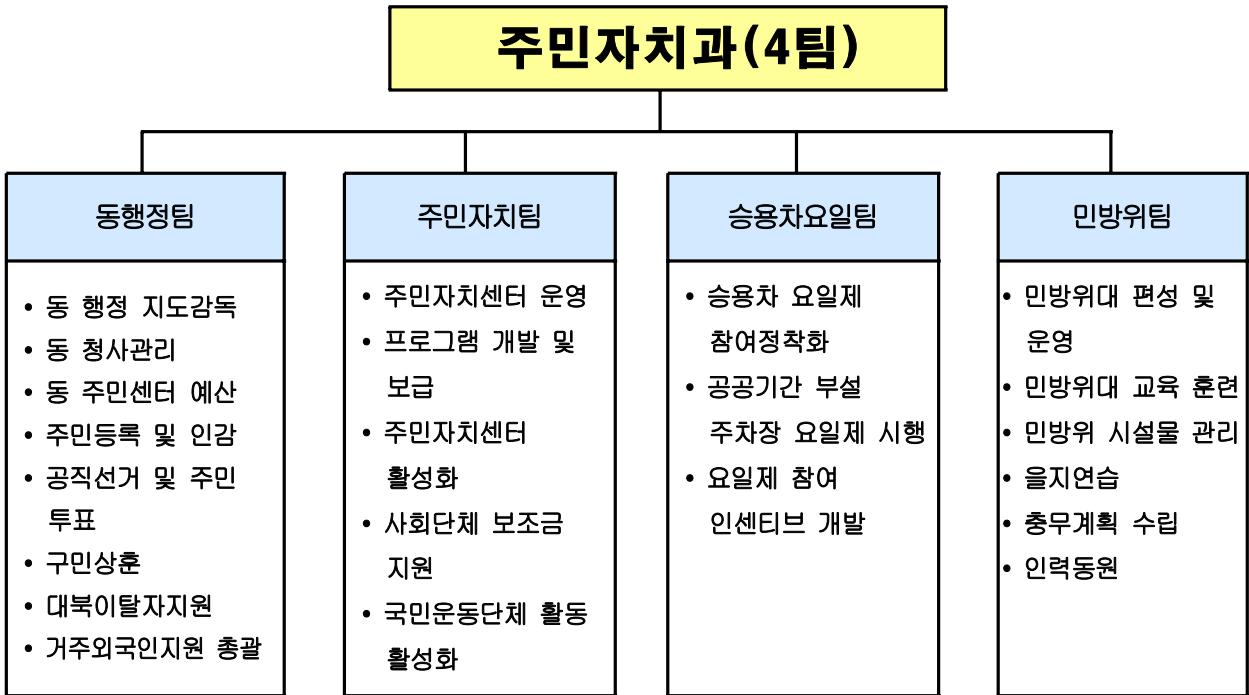 주민자치과(4팀)
동행정팀
• 동 행정 지도감독
• 동 청사관리
• 동 주민센터 예산
• 주민등록 및 인감
• 공직선거 및 주민
투표
• 구민상훈
• 대북이탈자지원
• 거주외국인지원 총괄
주민자치팀
• 주민자치센터 운영
• 프로그램 개발 및
보급
• 주민자치센터
활성화
• 사회단체 보조금
지원
• 국민운동단체 활동
활성화
승용차요일팀
• 승용차 요일제
참여정착화
• 공공기간 부설
주차장 요일제 시행
• 요일제 참여
인센티브 개발
민방위팀
• 민방위대 편성 및
운영
• 민방위대 교육 훈련
• 민방위 시설물 관리
• 을지연습
• 충무계획 수립
• 인력동원